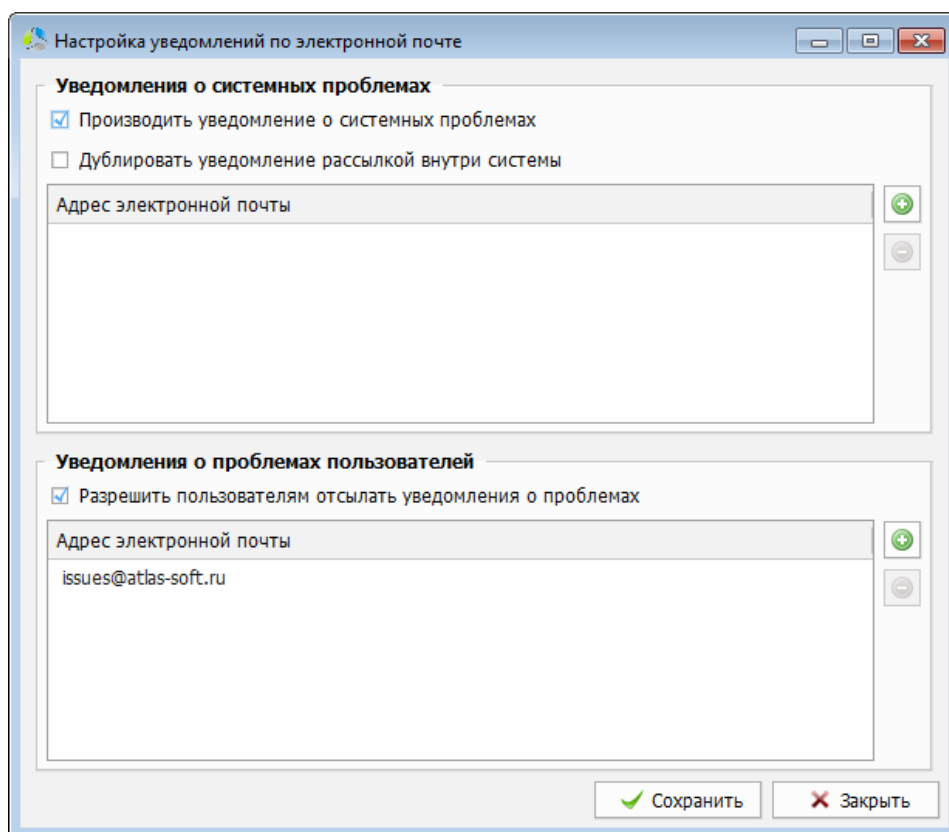 Настройка уведомлений по электронной почте
Уведомления о системных проблемах
Производить уведомление о системных проблемах
Дублировать уведомление рассылкой внутри системы
Адрес электронной почты
Уведомления о проблемах пользователей
Разрешить пользователям отсылать уведомления о проблемах
Адрес электронной почты
issues@atlas-soft.ru
Сохранить
Закрыть